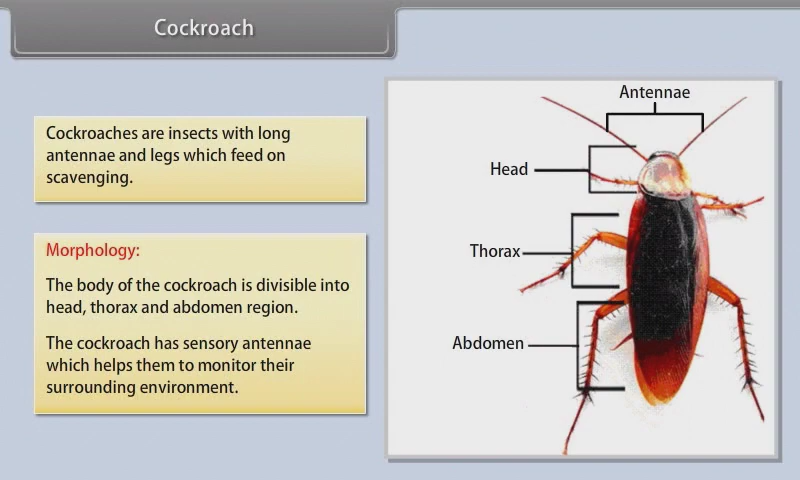 Cockroach
Cockroaches are insects with long
antennae and legs which feed on
scavenging.
Morphology:
The body of the cockroach is divisible into
head, thorax and abdomen region.
The cockroach has sensory antennae
which helps them to monitor their
surrounding environment.
Antennae
Head
Thorax
Abdomen